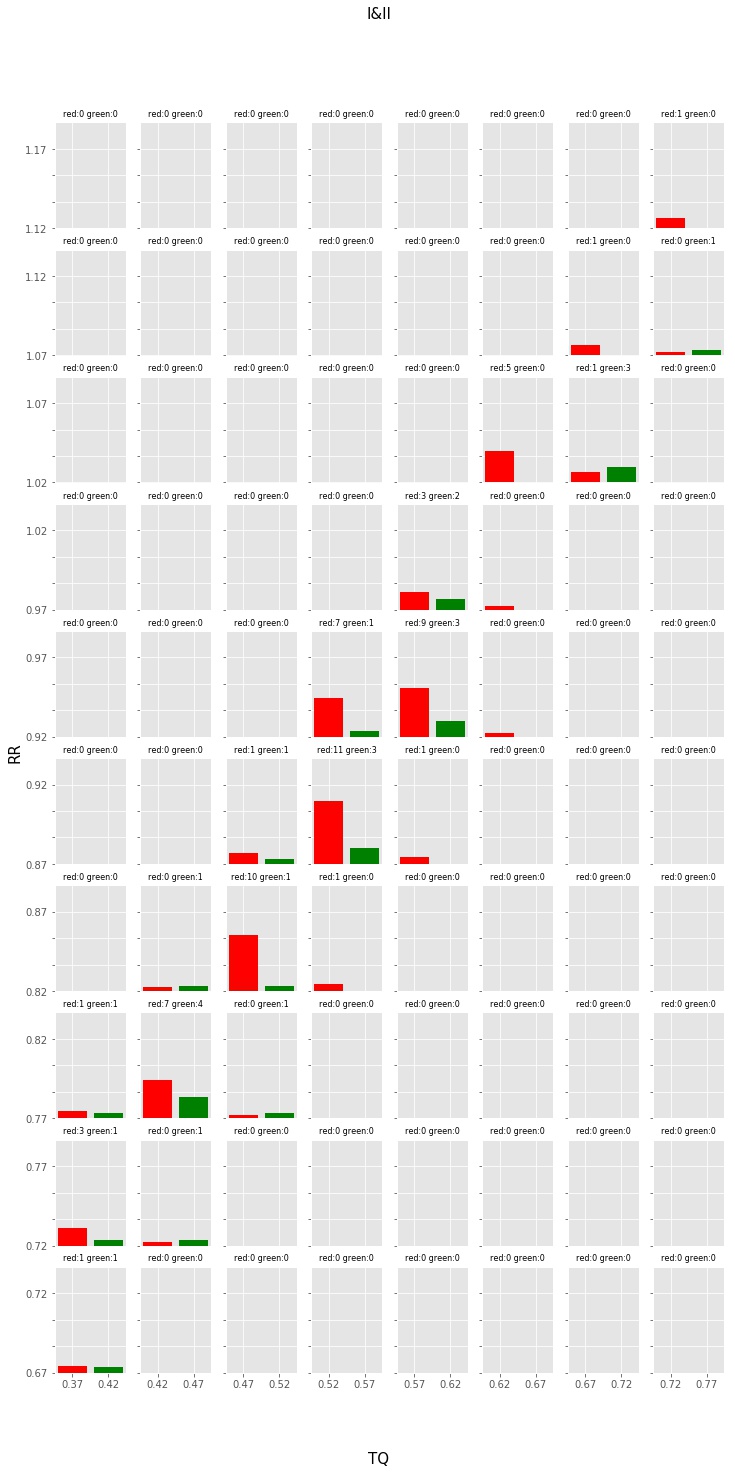 I&II
red:0 green:0 red:0 green:0 red:0 green:0 red:0 green:0 red:0 green:0 red:0 green:0 red:0 green:0 red:1 green:0
1.17
1.12
red:0 green:0 red:0 green:0 red:0 green:0 red:0 green:0 red:0 green:0 red:0 green:0 red:1 green:0 red:0 green:1
1.12
1.07
red:0 green:0 red:0 green:0 red:0 green:0 red:0 green:0 red:0 green:0 red:5 green:0 red:1 green:3 red:0 green:0
1.07
1.02
red:0 green:0 red:0 green:0 red:0 green:0 red:0 green:0 red:3 green:2 red:0 green:0 red:0 green:0 red:0 green:0
1.02
0.97
red:0 green:0 red:0 green:0 red:0 green:0 red:7 green:1 red:9 green:3 red:0 green:0 red:0 green:0 red:0 green:0
0.97
0.92
RR
red:0 green:0 red:0 green:0 red:1 green:1 red:11 green:3 red:1 green:0 red:0 green:0 red:0 green:0 red:0 green:0
0.92
0.87
red:0 green:0 red:0 green:1 red:10 green:1 red:1 green:0 red:0 green:0 red:0 green:0 red:0 green:0 red:0 green:0
0.87
0.82
red:1 green:1 red:7 green:4 red:0 green:1 red:0 green:0 red:0 green:0 red:0 green:0 red:0 green:0 red:0 green:0
0.82
0.77
red:3 green:1 red:0 green:1 red:0 green:0 red:0 green:0 red:0 green:0 red:0 green:0 red:0 green:0 red:0 green:0
0.77
0.72
red:1 green:1 red:0 green:0 red:0 green:0 red:0 green:0 red:0 green:0 red:0 green:0 red:0 green:0 red:0 green:0
0.72
0.67
0.37 0.42 0.42 0.47 0.47 0.52 0.52 0.57 0.57 0.62 0.62 0.67 0.67 0.72 0.72 0.77
TQ